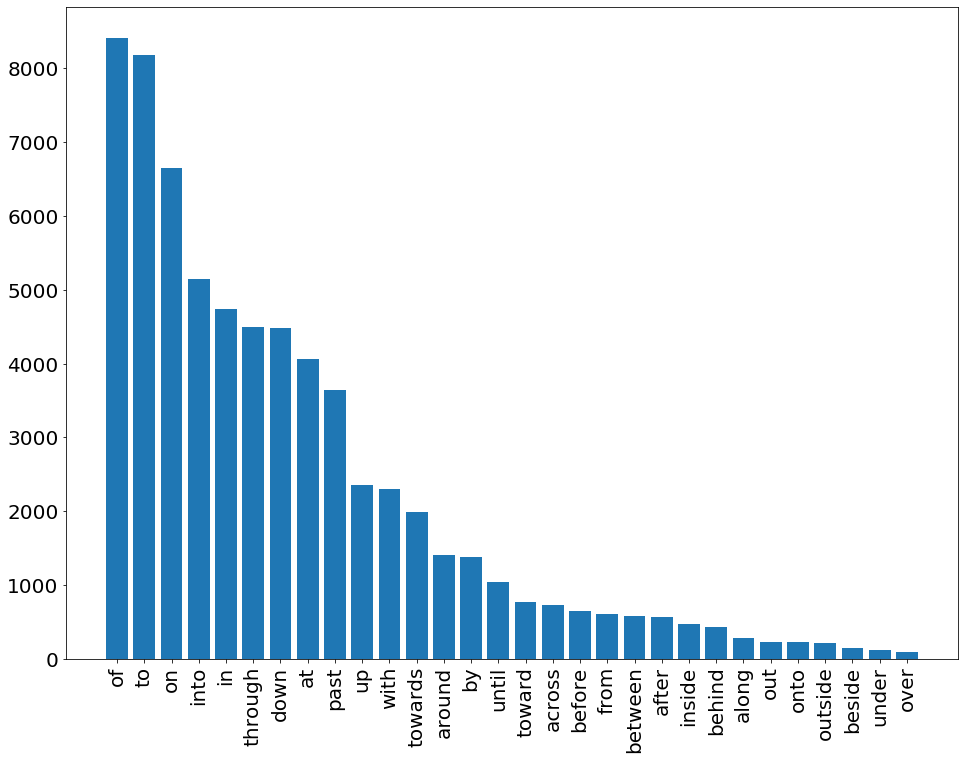 8000
7000
6000
5000
4000
3000
2000
1000
0
of
to
on
into
in
through
down
at
past
up
with
towards
around
by
until
toward
across
before
from
between
after
inside
behind
along
out
onto
outside
beside
under
over